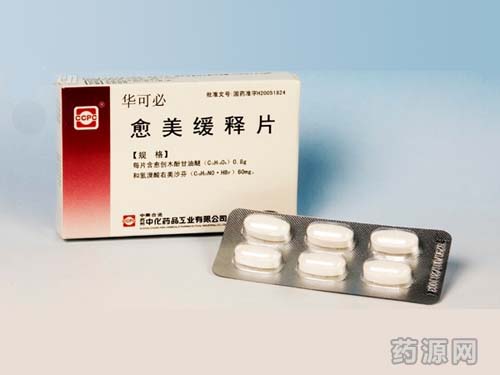 CCPC
华可必
批准文号:国药准字H20051824
愈美缓释片
【规格】
每片含愈创木酚甘油醚(C₁₀H₁₄O₄)0.6g
和氢溴酸右美沙芬(C₁₈H₂₅NO·HBr)60mg。
中化药品工业有限公司
药源网